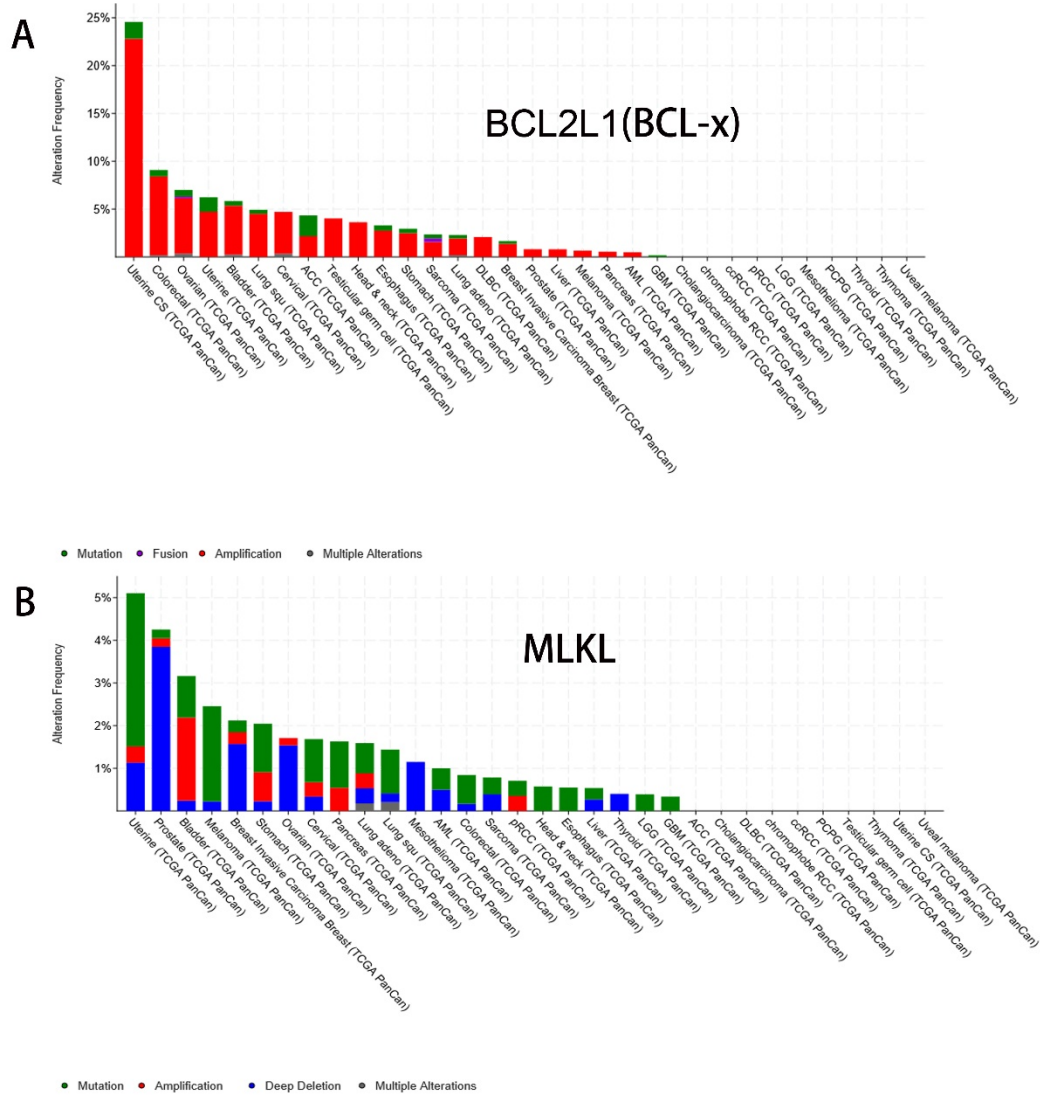 A
25%
20%
15%
10%
5%
Alteration Frequency
BCL2L1(BCL-x)
Uterine CS (TCGA PanCan)
Colorectal (TCGA PanCan)
Ovarian (TCGA PanCan)
Uterine (TCGA PanCan)
Bladder (TCGA PanCan)
Lung squ (TCGA PanCan)
Cervical (TCGA PanCan)
ACC (TCGA PanCan)
Testicular germ cell (TCGA PanCan)
Head & neck (TCGA PanCan)
Esophagus (TCGA PanCan)
Stomach (TCGA PanCan)
Sarcoma (TCGA PanCan)
Lung adeno (TCGA PanCan)
DLBC (TCGA PanCan)
Breast Invasive Carcinoma Breast (TCGA PanCan)
Prostate (TCGA PanCan)
Liver (TCGA PanCan)
Melanoma (TCGA PanCan)
Pancreas (TCGA PanCan)
AML (TCGA PanCan)
GBM (TCGA PanCan)
Cholangiocarcinoma (TCGA PanCan)
chromophobe RCC (TCGA PanCan)
ccRCC (TCGA PanCan)
pRCC (TCGA PanCan)
LGG (TCGA PanCan)
Mesothelioma (TCGA PanCan)
PCPG (TCGA PanCan)
Thyroid (TCGA PanCan)
Thymoma (TCGA PanCan)
Uveal melanoma (TCGA PanCan)
Mutation Fusion Amplification Multiple Alterations
B
5%
4%
3%
2%
1%
Alteration Frequency
MLKL
Uterine (TCGA PanCan)
Prostate (TCGA PanCan)
Bladder (TCGA PanCan)
Melanoma (TCGA PanCan)
Breast Invasive Carcinoma Breast (TCGA PanCan)
Stomach (TCGA PanCan)
Ovarian (TCGA PanCan)
Cervical (TCGA PanCan)
Pancreas (TCGA PanCan)
Lung adeno (TCGA PanCan)
Lung squ (TCGA PanCan)
Mesothelioma (TCGA PanCan)
AML (TCGA PanCan)
Colorectal (TCGA PanCan)
Sarcoma (TCGA PanCan)
pRCC (TCGA PanCan)
Head & neck (TCGA PanCan)
Esophagus (TCGA PanCan)
Liver (TCGA PanCan)
Thyroid (TCGA PanCan)
LGG (TCGA PanCan)
GBM (TCGA PanCan)
ACC (TCGA PanCan)
Cholangiocarcinoma (TCGA PanCan)
DLBC (TCGA PanCan)
chromophobe RCC (TCGA PanCan)
ccRCC (TCGA PanCan)
PCPG (TCGA PanCan)
Testicular germ cell (TCGA PanCan)
Thymoma (TCGA PanCan)
Uterine CS (TCGA PanCan)
Uveal melanoma (TCGA PanCan)
Mutation Amplification Deep Deletion Multiple Alterations